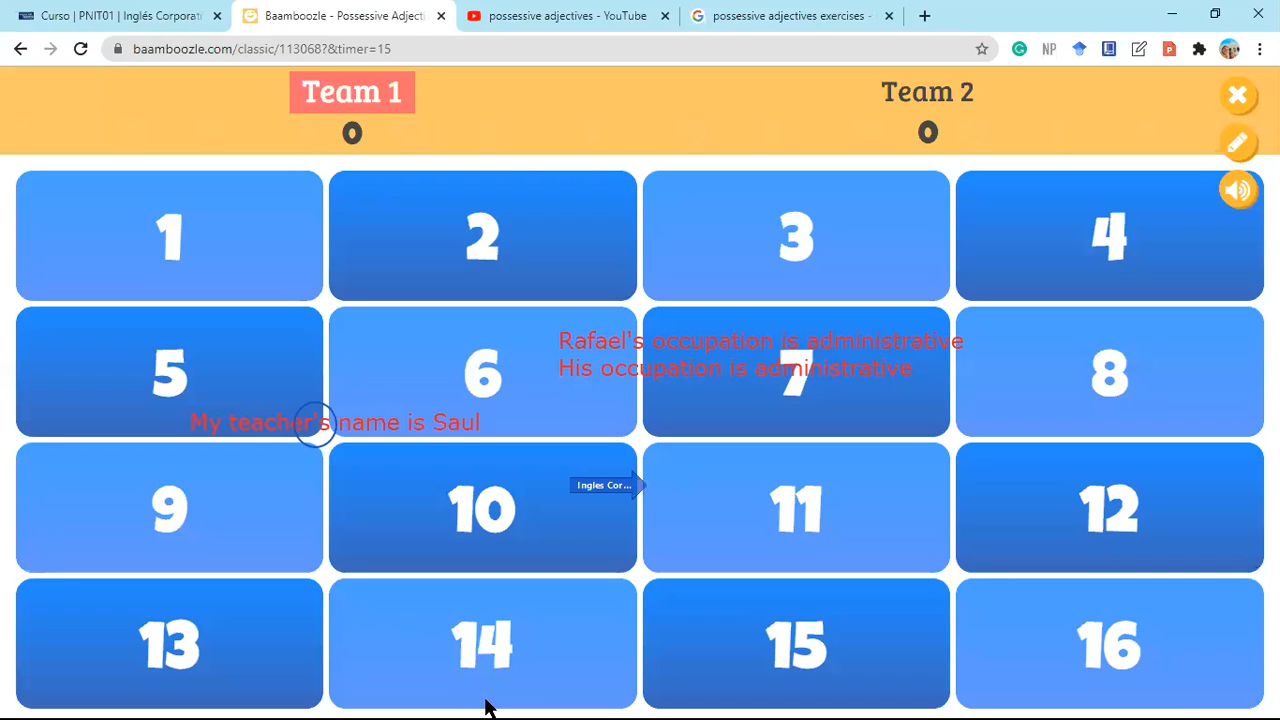 Curso | PNIT01 | Inglés Corporati
Baamboozle - Possessive Adjecti
possessive adjectives - YouTube
possessive adjectives exercises -
baamboozle.com/classic/113068?&timer=15
NP
Team 1
Team 2
0
0
1
2
3
4
5
6
7
8
Rafael's occupation is administrative
His occupation is administrative
My teacher's name is Saul
Ingles Cor...
9
10
11
12
13
14
15
16